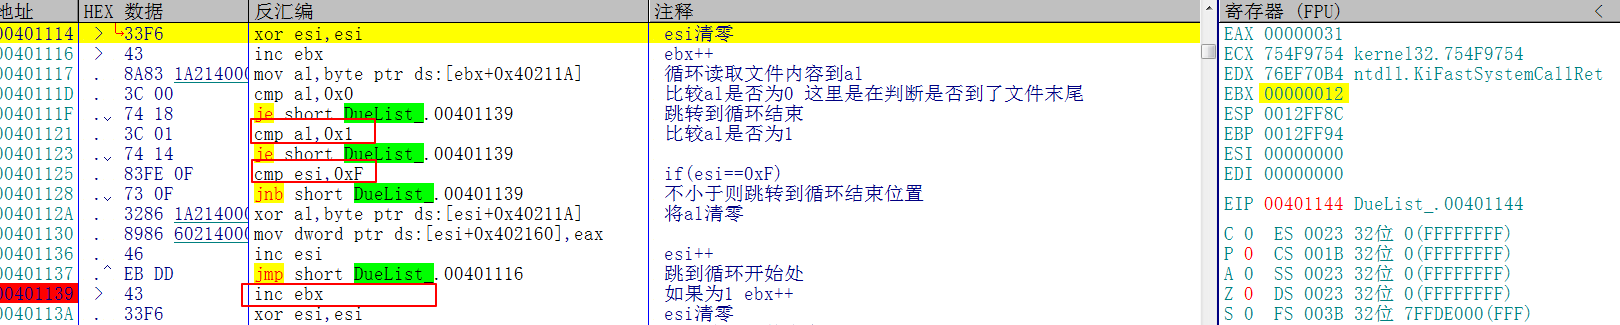 地址 HEX 数据 反汇编 注释 寄存器 (FPU) <
00401114 > 33F6 xor esi,esi esi清零 EAX 00000031
00401116 > 43 inc ebx ebx++ ECX 754F9754 kernel32.754F9754
00401117 . 8A83 1A214000 mov al,byte ptr ds:[ebx+0x40211A] 循环读取文件内容到al EDX 76EF70B4 ntdll.KiFastSystemCallRet
0040111D . 3C 00 cmp al,0x0 比较al是否为0 这里是在判断是否到了文件末尾 EBX 00000012
0040111F . 74 18 je short DueList_.00401139 跳转到循环结束 ESP 0012FF8C
00401121 . 3C 01 cmp al,0x1 比较al是否为1 EBP 0012FF94
00401123 . 74 14 je short DueList_.00401139 ESI 00000000
00401125 . 83FE 0F cmp esi,0xF if(esi==0xF) EDI 00000000
00401128 . 73 0F jnb short DueList_.00401139 不小于则跳转到循环结束位置
0040112A . 3286 1A214000 xor al,byte ptr ds:[esi+0x40211A] 将al清零 EIP 00401144 DueList_.00401144
00401130 . 8986 60214000 mov dword ptr ds:[esi+0x402160],eax C 0 ES 0023 32位 0(FFFFFFFF)
00401136 . 46 inc esi esi++ P 0 CS 001B 32位 0(FFFFFFFF)
00401137 .^ EB DD jmp short DueList_.00401116 跳到循环开始处 A 0 SS 0023 32位 0(FFFFFFFF)
00401139 > 43 inc ebx 如果为1 ebx++ Z 0 DS 0023 32位 0(FFFFFFFF)
0040113A . 33F6 xor esi,esi esi清零 S 0 FS 003B 32位 7FFDE000(FFF)